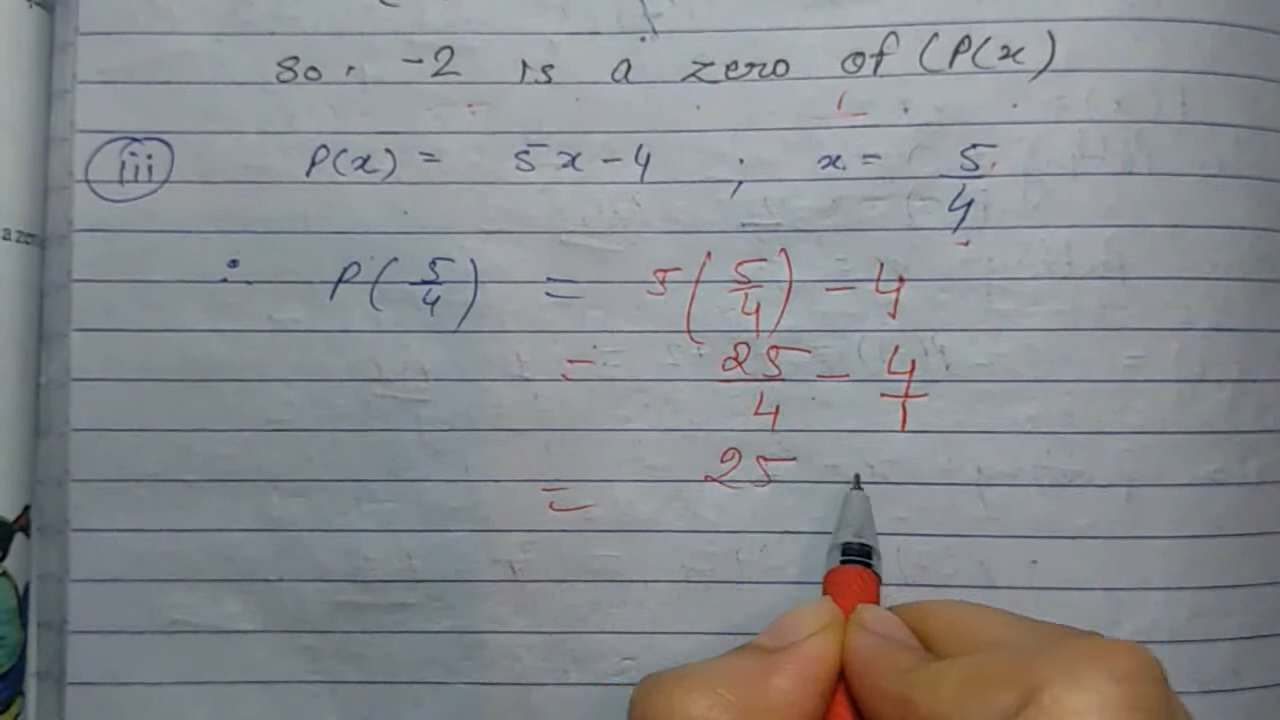 so, -2 is a zero of (P(x)
iii P(x) = 5x - 4 ; x = 5/4
∴ P(5/4) = 5(5/4) - 4
= 25/4 - 4/1
= 25